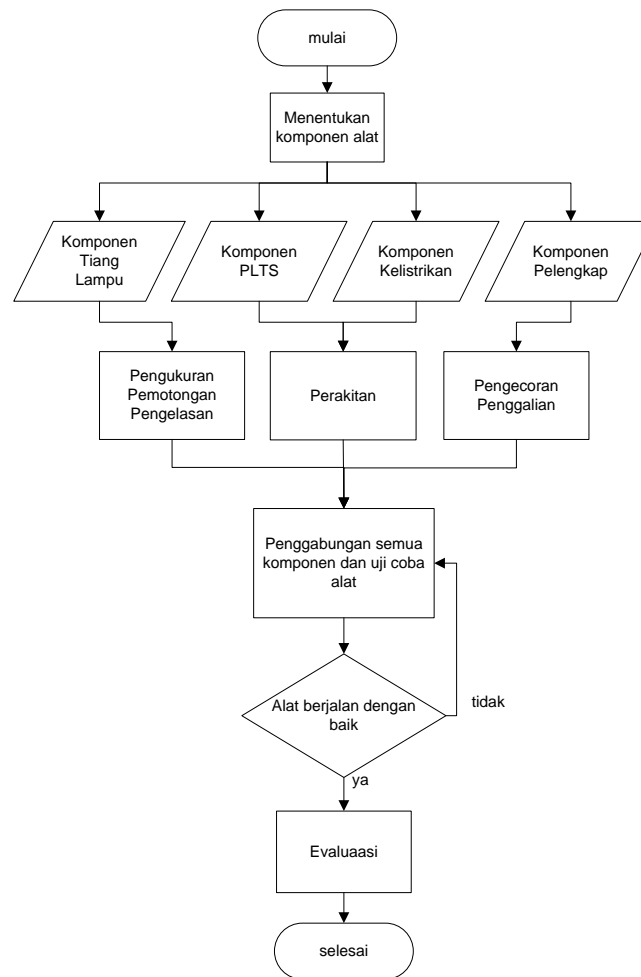 mulai
Menentukan
komponen alat
Komponen
Tiang
Lampu
Komponen
PLTS
Komponen
Kelistrikan
Komponen
Pelengkap
Pengukuran
Pemotongan
Pengelasan
Perakitan
Pengecoran
Penggalian
Penggabungan semua
komponen dan uji coba
alat
Alat berjalan dengan
baik
tidak
ya
Evaluaasi
selesai